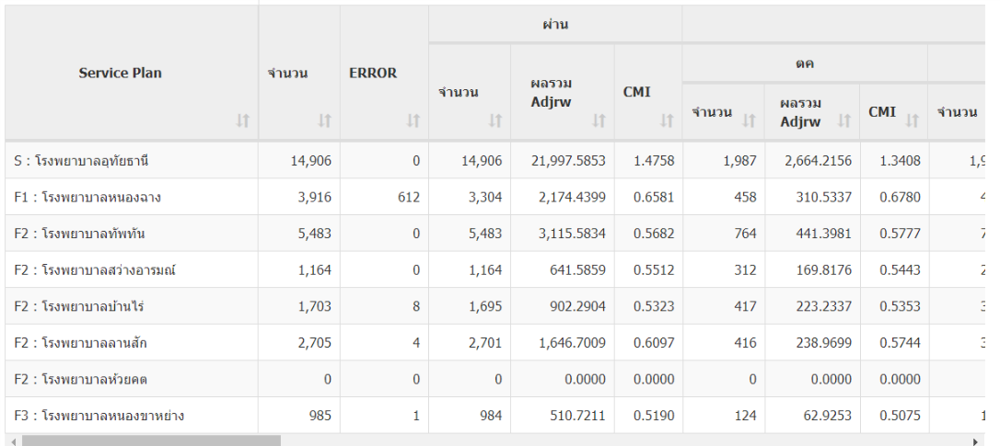 ผ่าน
Service Plan จำนวน ERROR ตค
จำนวน ผลรวม Adjrw CMI
จำนวน ผลรวม Adjrw CMI จำนวน
S : โรงพยาบาลอุทัยธานี 14,906 0 14,906 21,997.5853 1.4758 1,987 2,664.2156 1.3408
F1 : โรงพยาบาลหนองฉาง 3,916 612 3,304 2,174.4399 0.6581 458 310.5337 0.6780
F2 : โรงพยาบาลทัพทัน 5,483 0 5,483 3,115.5834 0.5682 764 441.3981 0.5777
F2 : โรงพยาบาลสว่างอารมณ์ 1,164 0 1,164 641.5859 0.5512 312 169.8176 0.5443
F2 : โรงพยาบาลบ้านไร่ 1,703 8 1,695 902.2904 0.5323 417 223.2337 0.5353
F2 : โรงพยาบาลลานสัก 2,705 4 2,701 1,646.7009 0.6097 416 238.9699 0.5744
F2 : โรงพยาบาลห้วยคต 0 0 0 0.0000 0.0000 0 0.0000 0.0000
F3 : โรงพยาบาลหนองขาหย่าง 985 1 984 510.7211 0.5190 124 62.9253 0.5075